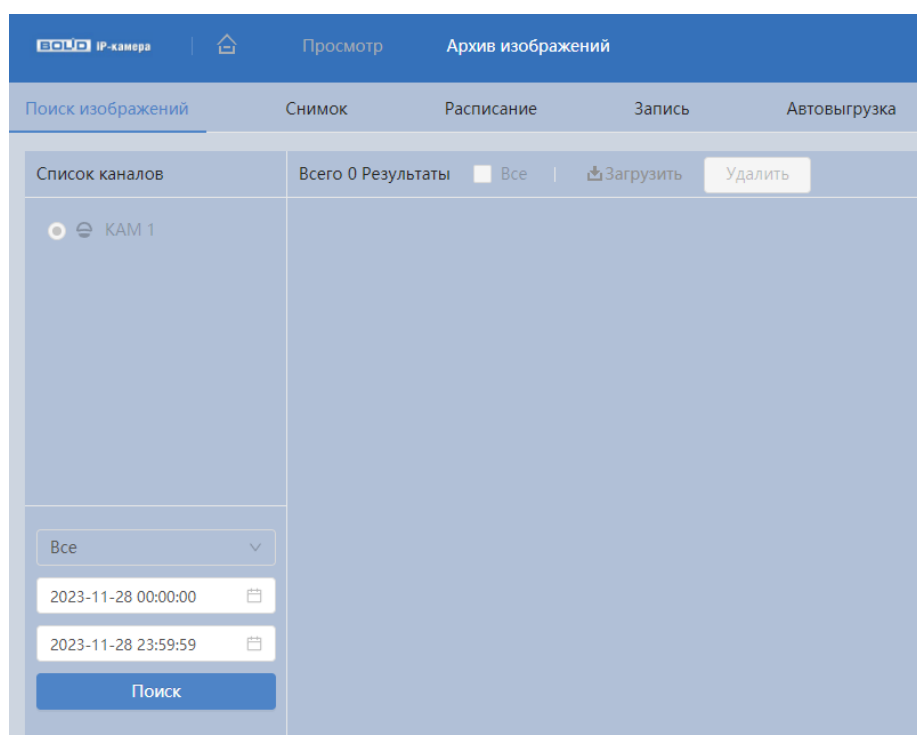 BOLID IP-камера Просмотр Архив изображений
Поиск изображений Снимок Расписание Запись Автовыгрузка
Список каналов Всего 0 Результаты Все Загрузить Удалить
КАМ 1
Все
2023-11-28 00:00:00
2023-11-28 23:59:59
Поиск